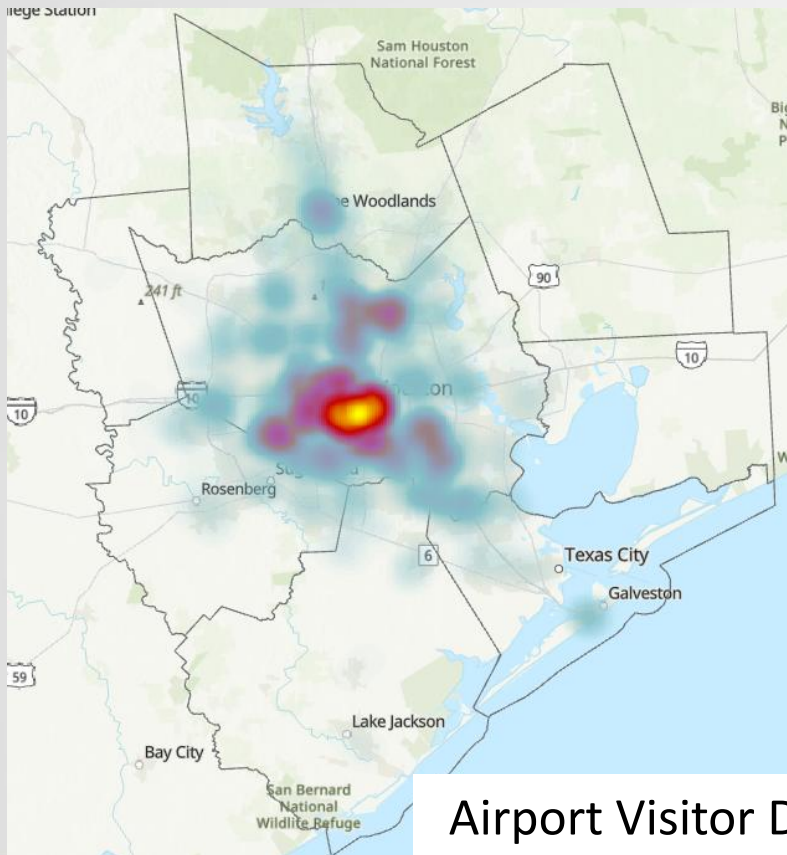 llege Station
Sam Houston
National Forest
Woodlands
90
241 ft
10
10
10
Rosenberg
6
Texas City
Galveston
59
Lake Jackson
Bay City
San Bernard
National
Wildlife Refuge
Airport Visitor D